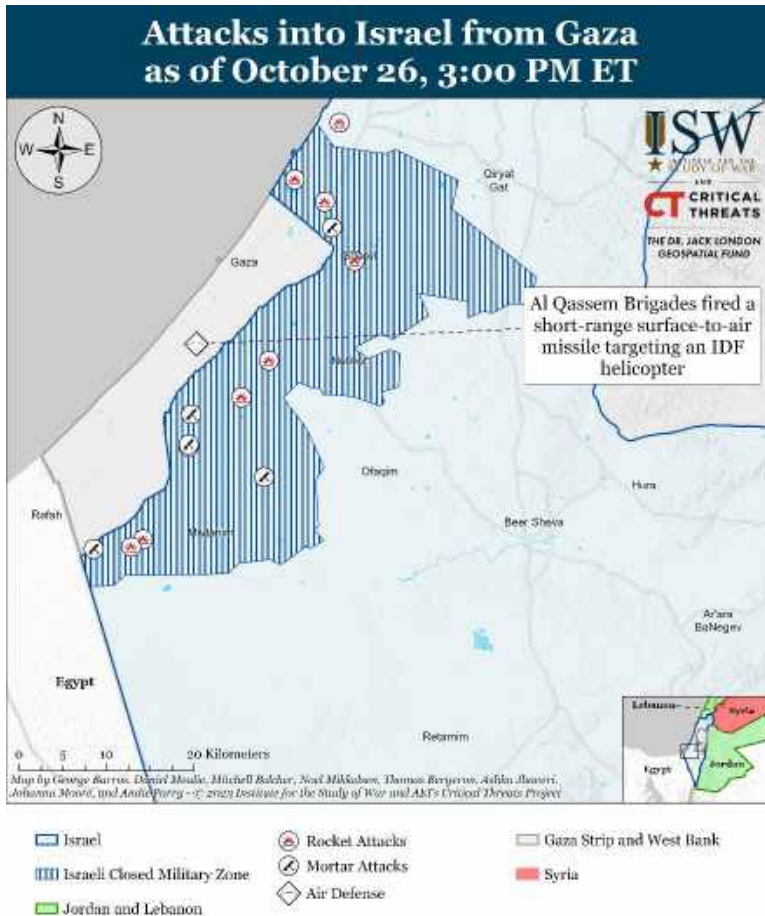 Attacks into Israel from Gaza
as of October 26, 3:00 PM ET
N
W E
S
ISW
INSTITUTE FOR THE
STUDY OF WAR
AND
CT CRITICAL
THREATS
THE DR. JACK LONDON
GEOSPATIAL FUND
Qiryat
Gat
Gaza
Al Qassem Brigades fired a
short-range surface-to-air
missile targeting an IDF
helicopter
Ofaqim
Hura
Rafah
Beer Sheva
Ar'ara
BaNegev
Egypt
Retamim
Lebanon
Syria
Egypt
Jordan
0 5 10 20 Kilometers
Map by George Barros, Daniel Mealie, Mitchell Belcher, Noel Mikkelsen, Thomas Bergeron,
Johanna Moore, and Andie Parry - © 2023 Institute for the Study of War and AEI's Critical Threats Project
Israel
Rocket Attacks
Gaza Strip and West Bank
Israeli Closed Military Zone
Mortar Attacks
Syria
Air Defense
Jordan and Lebanon